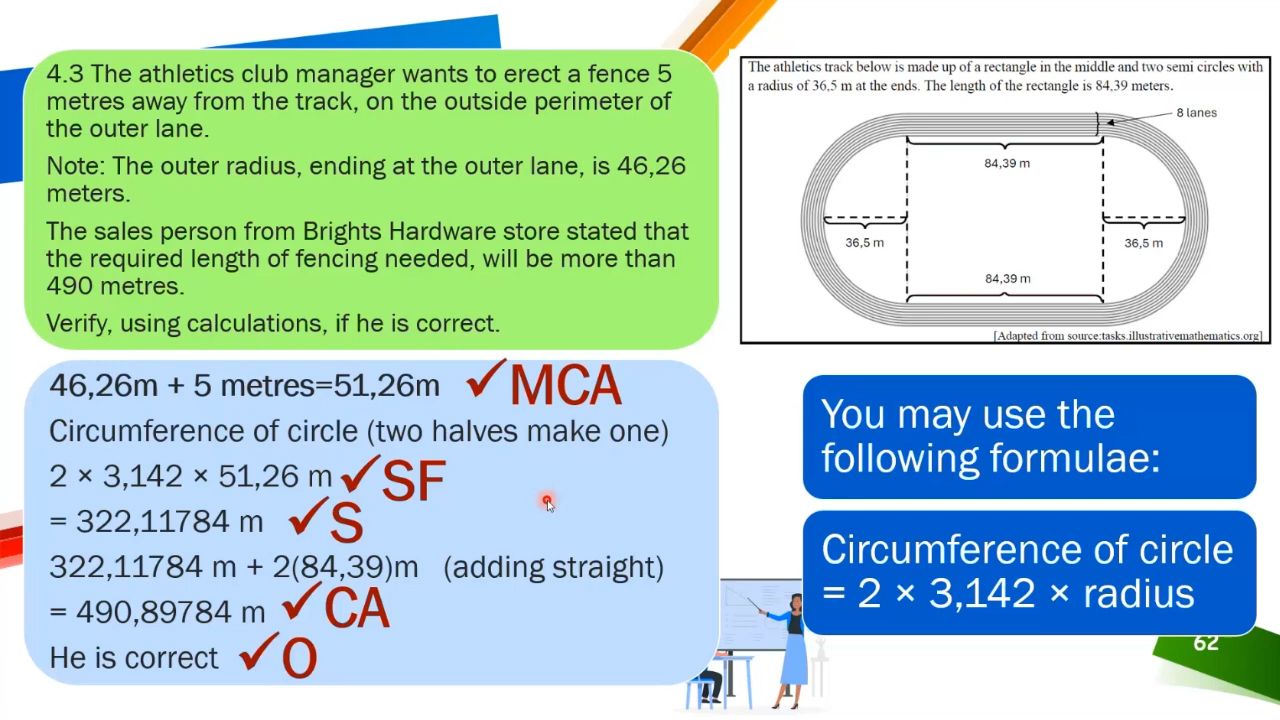 4.3 The athletics club manager wants to erect a fence 5
metres away from the track, on the outside perimeter of
the outer lane.
Note: The outer radius, ending at the outer lane, is 46,26
meters.
The sales person from Brights Hardware store stated that
the required length of fencing needed, will be more than
490 metres.
Verify, using calculations, if he is correct.
The athletics track below is made up of a rectangle in the middle and two semi circles with
a radius of 36,5 m at the ends. The length of the rectangle is 84,39 meters.
8 lanes
84,39 m
36,5 m
36,5 m
84,39 m
[Adapted from source:tasks.illustrativemathematics.org]
46,26m + 5 metres=51,26m ✓MCA
Circumference of circle (two halves make one)
2 × 3,142 × 51,26 m ✓SF
= 322,11784 m ✓S
322,11784 m + 2(84,39)m (adding straight)
= 490,89784 m ✓CA
He is correct ✓O
You may use the
following formulae:
Circumference of circle
= 2 × 3,142 × radius
62